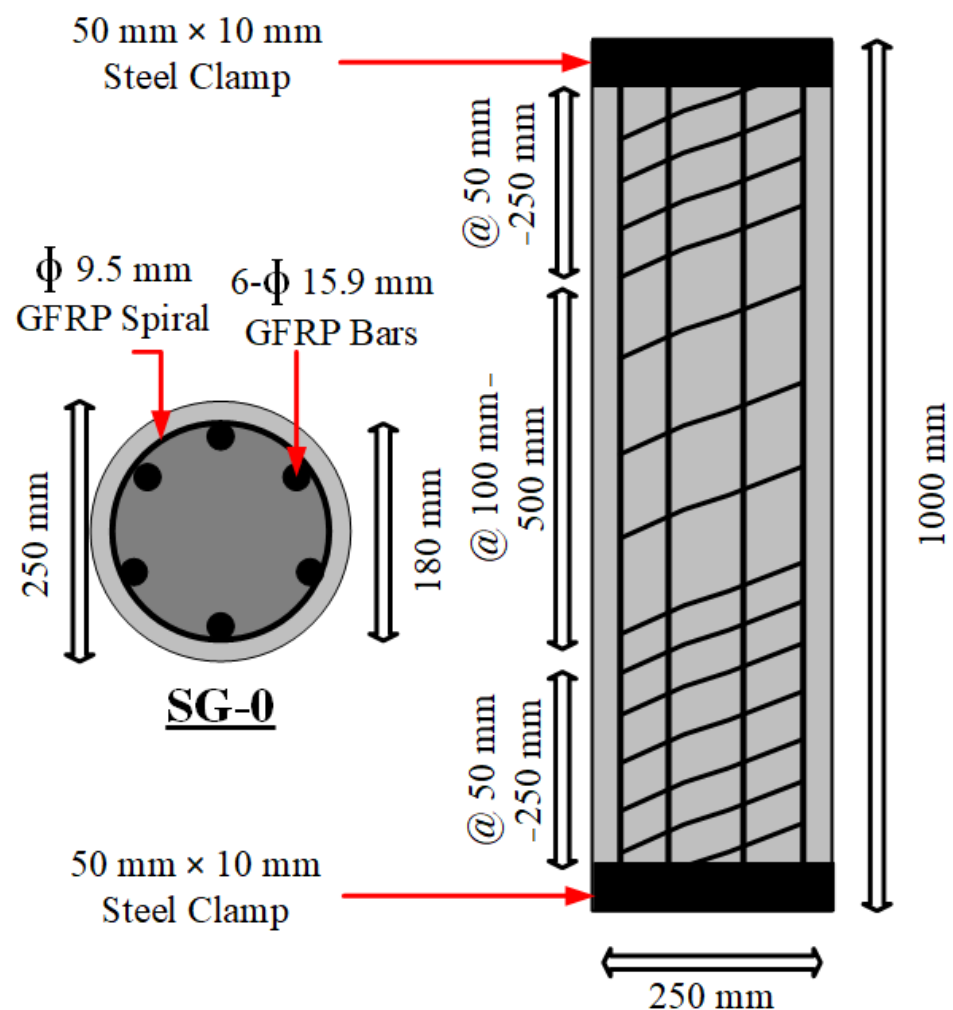 50 mm × 10 mm
Steel Clamp
@ 50 mm
-250 mm
ϕ 9.5 mm
GFRP Spiral
6-ϕ 15.9 mm
GFRP Bars
@ 100 mm-
500 mm
250 mm
180 mm
1000 mm
SG-0
@ 50 mm
-250 mm
50 mm × 10 mm
Steel Clamp
250 mm